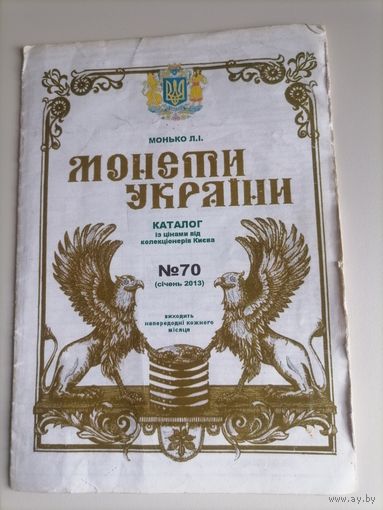 МОНЬКО Л.І.
МОНЕТИ
УКРАЇНИ
КАТАЛОГ
із цінами від
колекціонерів Києва
№70
(січень 2013)
виходить
напередодні кожного
місяця
www.ay.by